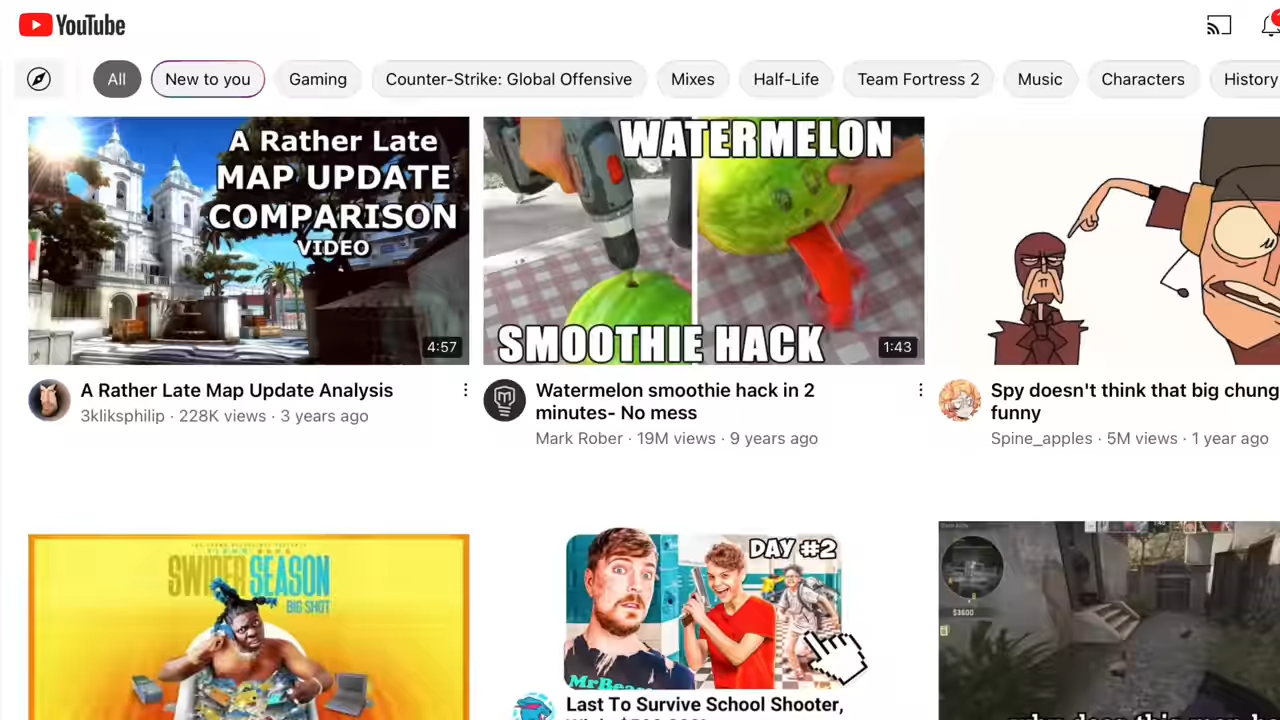 YouTube
All
New to you
Gaming
Counter-Strike: Global Offensive
Mixes
Half-Life
Team Fortress 2
Music
Characters
History
A Rather Late
MAP UPDATE
COMPARISON
VIDEO
4:57
WATERMELON
SMOOTHIE HACK
1:43
A Rather Late Map Update Analysis
3kliksphilip · 228K views · 3 years ago
Watermelon smoothie hack in 2
minutes- No mess
Mark Rober · 19M views · 9 years ago
Spy doesn't think that big chung
funny
Spine_apples · 5M views · 1 year ago
SWIPER SEASON
BIG SHOT
DAY #2
MrBea
$3600
Last To Survive School Shooter,